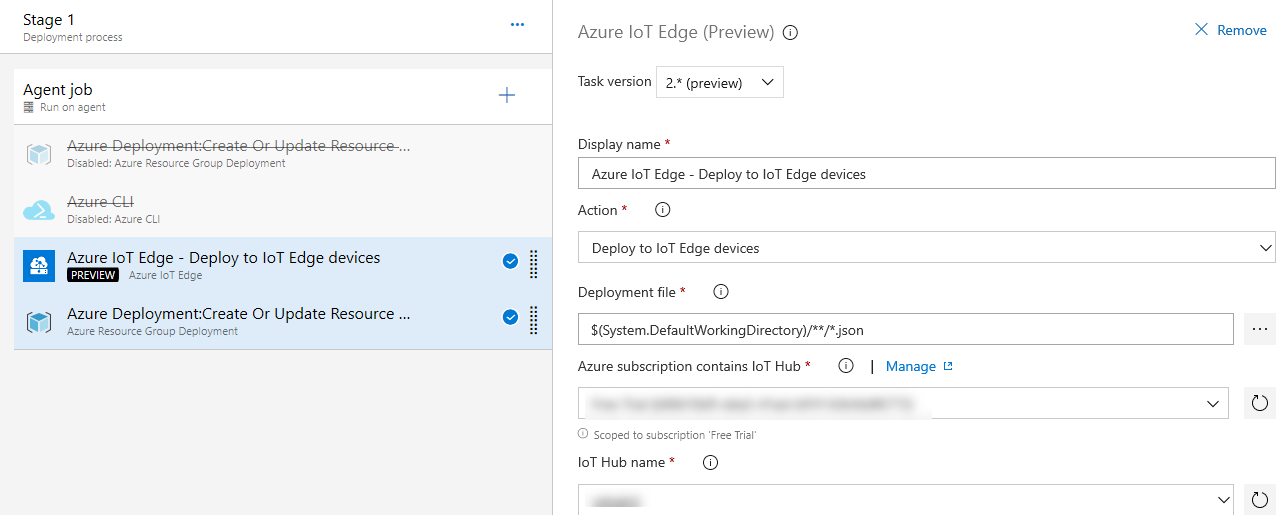 Stage 1
Deployment process
Agent job
Run on agent
Azure Deployment:Create Or Update Resource ...
Disabled: Azure Resource Group Deployment
Azure CLI
Disabled: Azure CLI
Azure IoT Edge - Deploy to IoT Edge devices
PREVIEW Azure IoT Edge
Azure Deployment:Create Or Update Resource ...
Azure Resource Group Deployment
Azure IoT Edge (Preview)
Remove
Task version 2.* (preview)
Display name *
Azure IoT Edge - Deploy to IoT Edge devices
Action *
Deploy to IoT Edge devices
Deployment file *
$(System.DefaultWorkingDirectory)/**/*.json
Azure subscription contains IoT Hub * | Manage
Scoped to subscription 'Free Trial'
IoT Hub name *